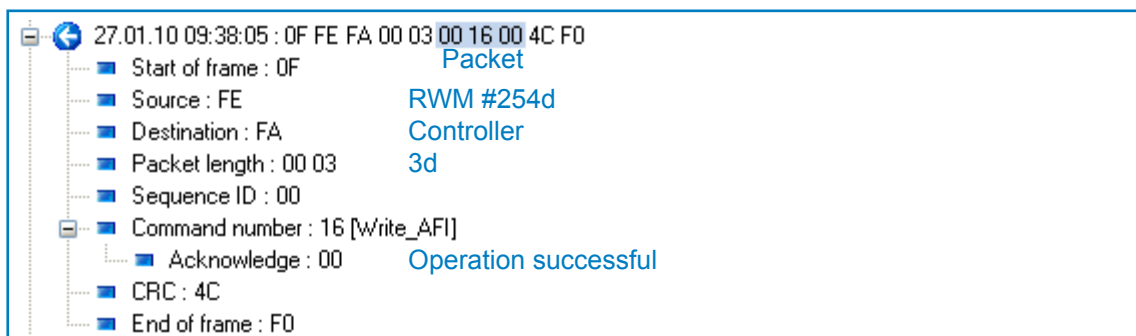 27.01.10 09:38:05 : 0F FE FA 00 03 00 16 00 4C F0
Packet
Start of frame : 0F
Source : FE RWM #254d
Destination : FA Controller
Packet length : 00 03 3d
Sequence ID : 00
Command number : 16 [Write_AFI]
Acknowledge : 00 Operation successful
CRC : 4C
End of frame : F0